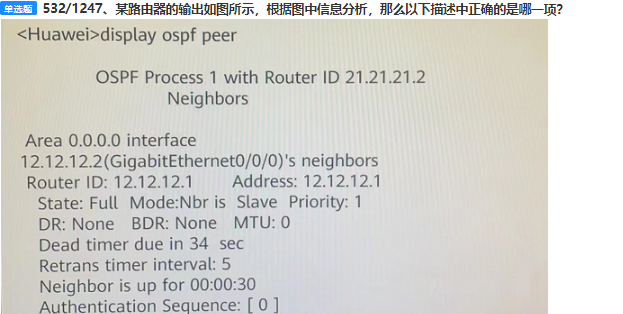 单选题 532/1247、某路由器的输出如图所示，根据图中信息分析，那么以下描述中正确的是哪一项?
<Huawei>display ospf peer
OSPF Process 1 with Router ID 21.21.21.2
Neighbors
Area 0.0.0.0 interface
12.12.12.2(GigabitEthernet0/0/0)'s neighbors
Router ID: 12.12.12.1 Address: 12.12.12.1
State: Full Mode:Nbr is Slave Priority: 1
DR: None BDR: None MTU: 0
Dead timer due in 34 sec
Retrans timer interval: 5
Neighbor is up for 00:00:30
Authentication Sequence: [ 0 ]